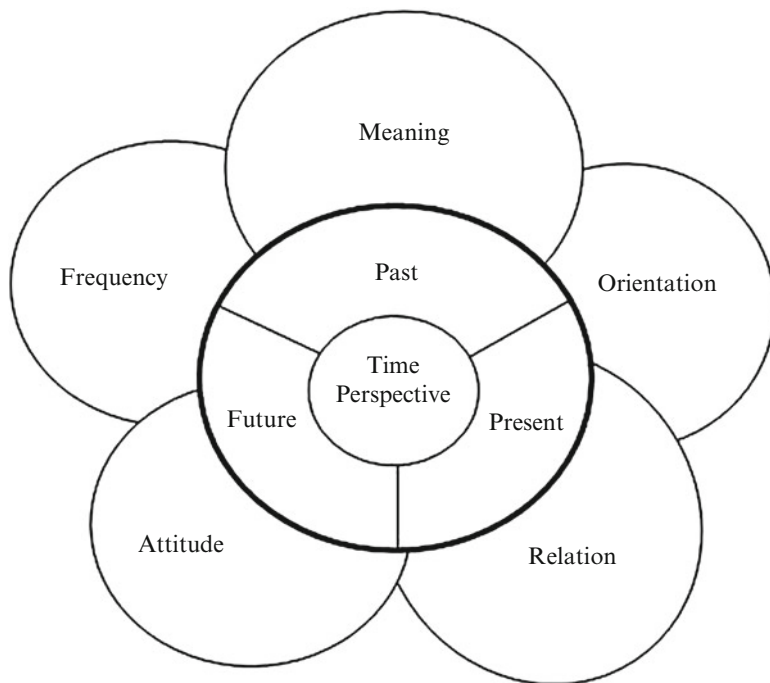 Meaning
Frequency
Past
Orientation
Time
Perspective
Future
Present
Attitude
Relation